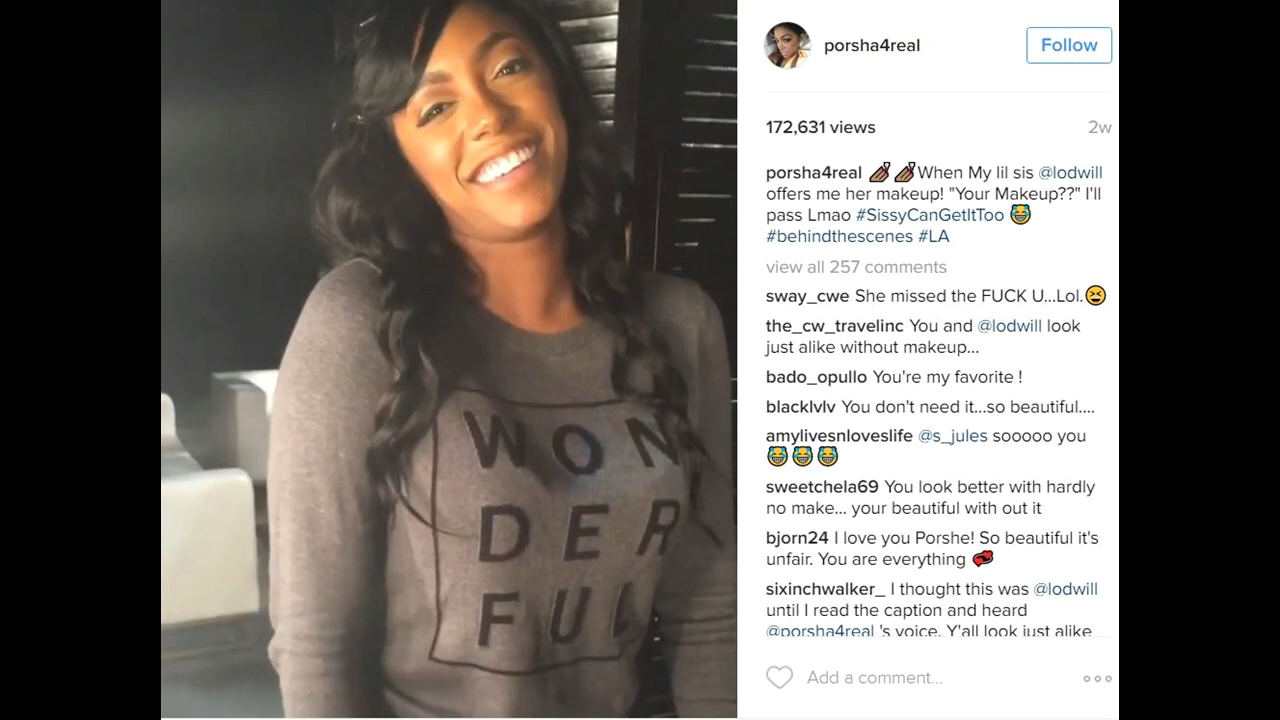 porsha4real
Follow
172,631 views
2w
porsha4real 💅🏽💅🏽When My lil sis @lodwill
offers me her makeup! "Your Makeup??" I'll
pass Lmao #SissyCanGetItToo 😂
#behindthescenes #LA
view all 257 comments
sway_cwe She missed the FUCK U...Lol.😆
the_cw_travelinc You and @lodwill look
just alike without makeup...
bado_opullo You're my favorite !
blacklvlv You don't need it...so beautiful....
amylivesnloveslife @s_jules sooooo you
😂😂😂
sweetchela69 You look better with hardly
no make... your beautiful with out it
bjorn24 I love you Porshe! So beautiful it's
unfair. You are everything 💞
sixinchwalker_ I thought this was @lodwill
until I read the caption and heard
@porsha4real 's voice. Y'all look just alike
Add a comment...
WON
DER
FUL